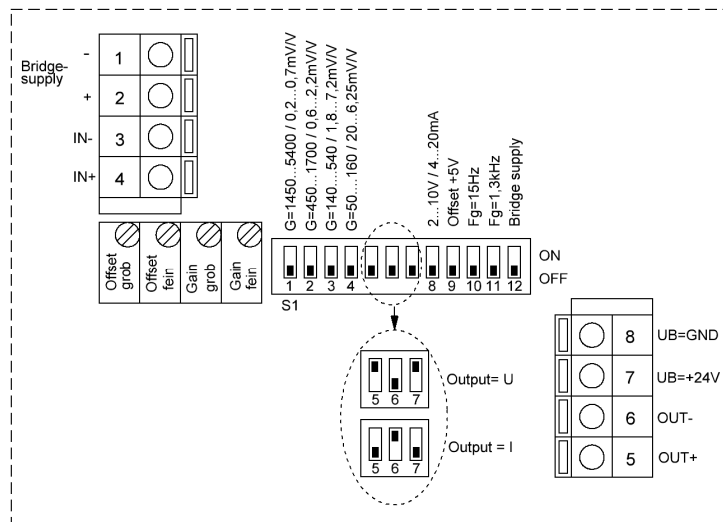 Bridge-
supply
-
1
+
2
IN-
3
IN+
4
Offset
grob
Offset
fein
Gain
grob
Gain
fein
G=1450...5400 / 0,2...0,7mV/V
G=450...1700 / 0,6...2,2mV/V
G=140...540 / 1,8...7,2mV/V
G=50....160 / 20...6,25mV/V
2...10V / 4...20mA
Offset +5V
Fg=15Hz
Fg=1,3kHz
Bridge supply
ON
OFF
1 2 3 4 8 9 10 11 12
S1
5 6 7
Output= U
5 6 7
Output = I
8 UB=GND
7 UB=+24V
6 OUT-
5 OUT+